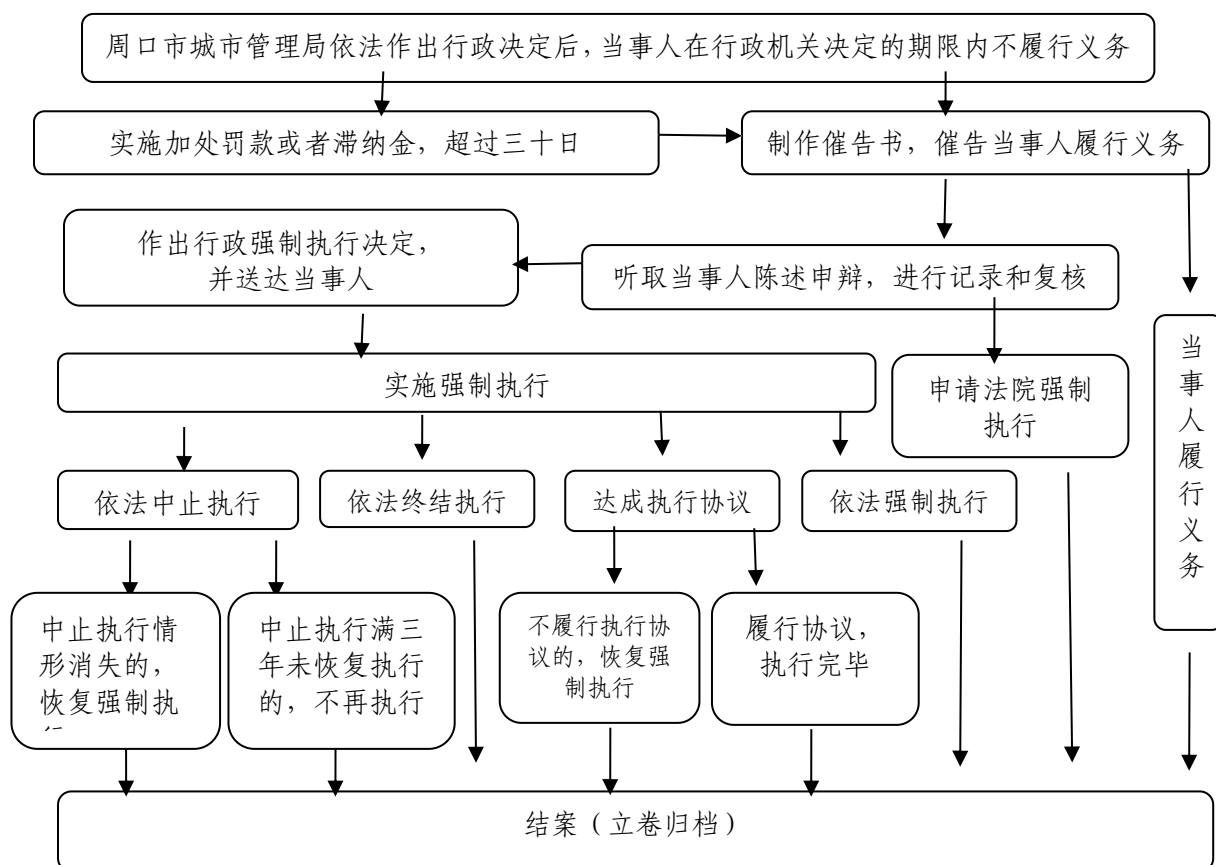 周口市城市管理局依法作出行政决定后，当事人在行政机关决定的期限内不履行义务
实施加处罚款或者滞纳金，超过三十日
制作催告书，催告当事人履行义务
作出行政强制执行决定，
并送达当事人
听取当事人陈述申辩，进行记录和复核
当事人履行义务
实施强制执行
申请法院强制
执行
依法中止执行
依法终结执行
达成执行协议
依法强制执行
中止执行情
形消失的，
恢复强制执
中止执行满三
年未恢复执行
的，不再执行
不履行执行协
议的，恢复强
制执行
履行协议，
执行完毕
结案（立卷归档）